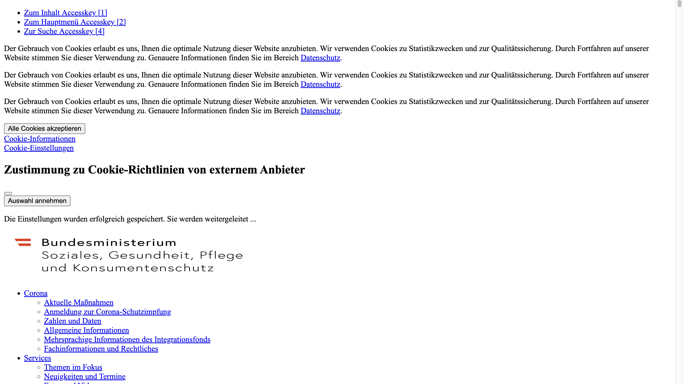 Zum Inhalt Accesskey [1]
Zum Hauptmenü Accesskey [2]
Zur Suche Accesskey [4]
Der Gebrauch von Cookies erlaubt es uns, Ihnen die optimale Nutzung dieser Website anzubieten. Wir verwenden Cookies zu Statistikzwecken und zur Qualitätssicherung. Durch Fortfahren auf unserer
Website stimmen Sie dieser Verwendung zu. Genauere Informationen finden Sie im Bereich Datenschutz.
Der Gebrauch von Cookies erlaubt es uns, Ihnen die optimale Nutzung dieser Website anzubieten. Wir verwenden Cookies zu Statistikzwecken und zur Qualitätssicherung. Durch Fortfahren auf unserer
Website stimmen Sie dieser Verwendung zu. Genauere Informationen finden Sie im Bereich Datenschutz.
Der Gebrauch von Cookies erlaubt es uns, Ihnen die optimale Nutzung dieser Website anzubieten. Wir verwenden Cookies zu Statistikzwecken und zur Qualitätssicherung. Durch Fortfahren auf unserer
Website stimmen Sie dieser Verwendung zu. Genauere Informationen finden Sie im Bereich Datenschutz.
Alle Cookies akzeptieren
Cookie-Informationen
Cookie-Einstellungen
Zustimmung zu Cookie-Richtlinien von externem Anbieter
Auswahl annehmen
Die Einstellungen wurden erfolgreich gespeichert. Sie werden weitergeleitet ...
Bundesministerium
Soziales, Gesundheit, Pflege
und Konsumentenschutz
Corona
Aktuelle Maßnahmen
Anmeldung zur Corona-Schutzimpfung
Zahlen und Daten
Allgemeine Informationen
Mehrsprachige Informationen des Integrationsfonds
Fachinformationen und Rechtliches
Services
Themen im Fokus
Neuigkeiten und Termine